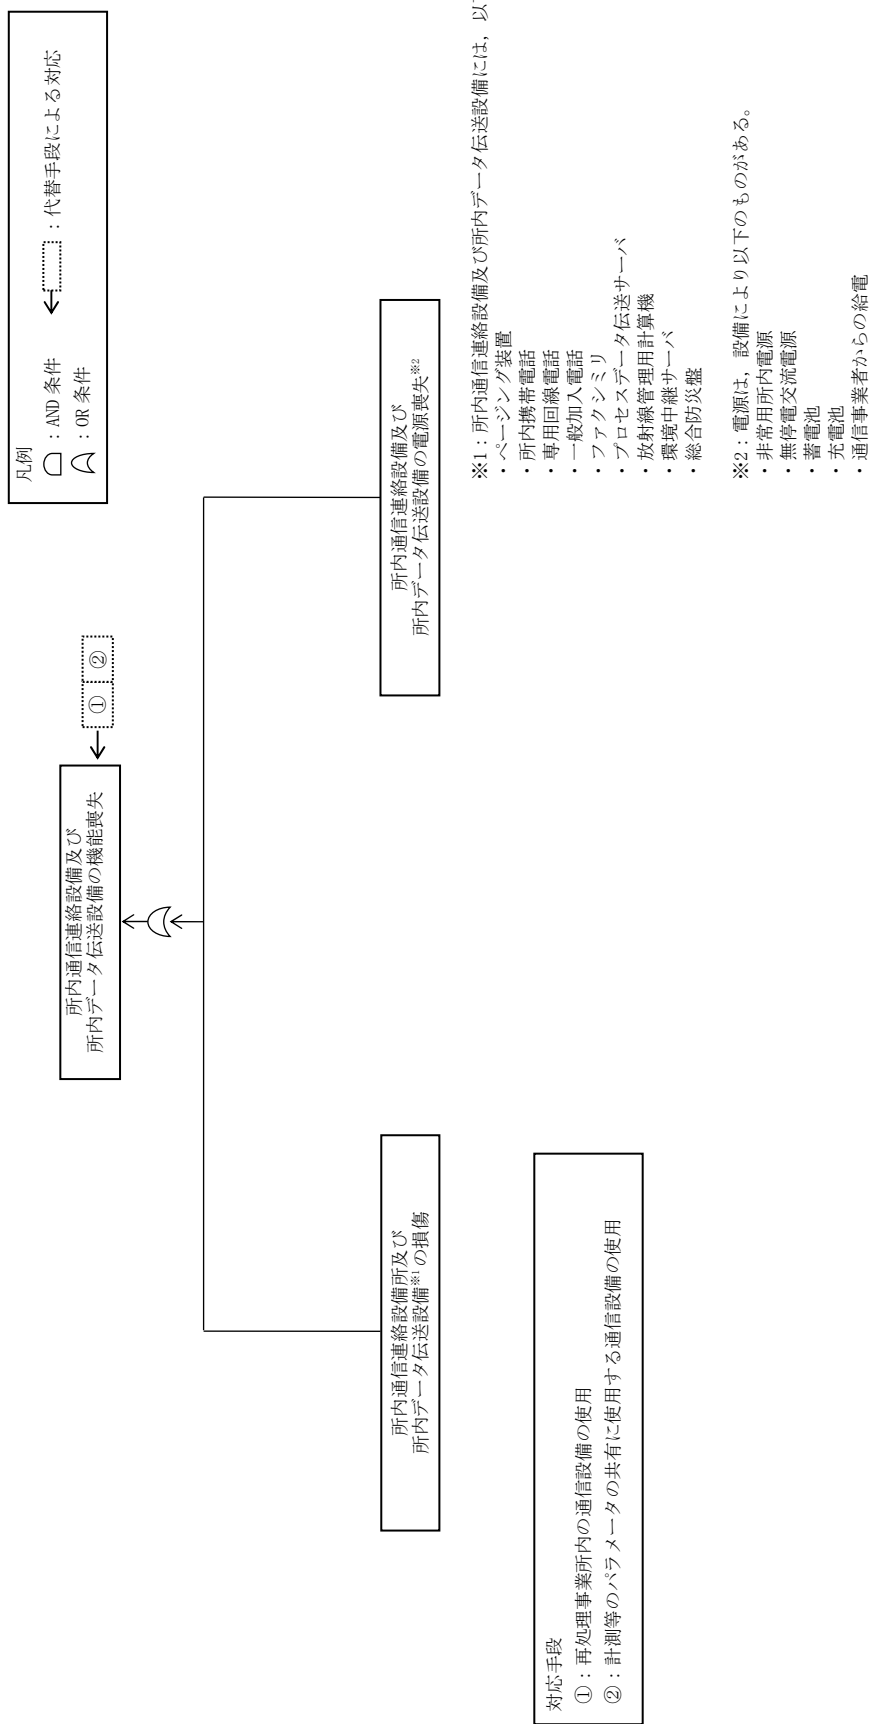 凡例
：AND 条件
：OR 条件
：代替手段による対応
所内通信連絡設備及び
所内データ伝送設備の機能喪失
① ②
所内通信連絡設備所及び
所内データ伝送設備※1の損傷
所内通信連絡設備及び
所内データ伝送設備の電源喪失※2
対応手段
①：再処理事業所内の通信設備の使用
②：計測等のパラメータの共有に使用する通信設備の使用
※1：所内通信連絡設備及び所内データ伝送設備には，以
・ページング装置
・所内携帯電話
・専用回線電話
・一般加入電話
・ファクシミリ
・プロセスデータ伝送サーバ
・放射線管理用計算機
・環境中継サーバ
・総合防災盤
※2：電源は，設備により以下のものがある。
・非常用所内電源
・無停電交流電源
・蓄電池
・充電池
・通信事業者からの給電